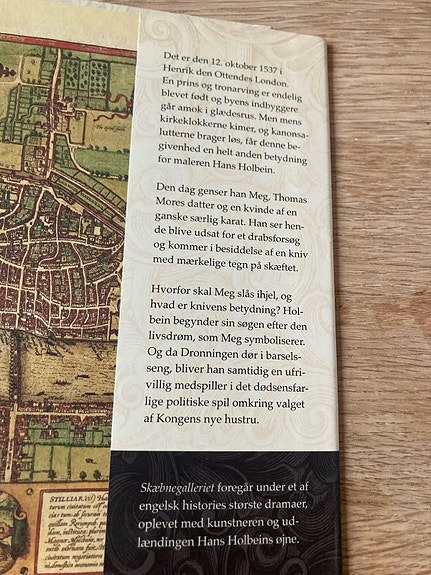 Det er den 12. oktober 1537 i
Henrik den Ottendes London.
En prins og tronarving er endelig
blevet født og byens indbyggere
går amok i glædesrus. Men mens
kirkeklokkerne kimer, og kanonsa-
lutterne brager løs, får denne be-
givenhed en helt anden betydning
for maleren Hans Holbein.
Den dag genser han Meg, Thomas
Mores datter og en kvinde af en
ganske særlig karat. Han ser hen-
de blive udsat for et drabsforsøg
og kommer i besiddelse af en kniv
med mærkelige tegn på skæftet.
Hvorfor skal Meg slås ihjel, og
hvad er knivens betydning? Hol-
bein begynder sin søgen efter den
livsdrøm, som Meg symboliserer.
Og da Dronningen dør i barsels-
seng, bliver han samtidig en ufri-
villig medspiller i det dødsensfar-
lige politiske spil omkring valget
af Kongens nye hustru.
Skæbnegalleriet foregår under et af
engelsk histories største dramaer,
oplevet med kunstneren og ud-
lændingen Hans Holbeins øjne.
STILLIAR